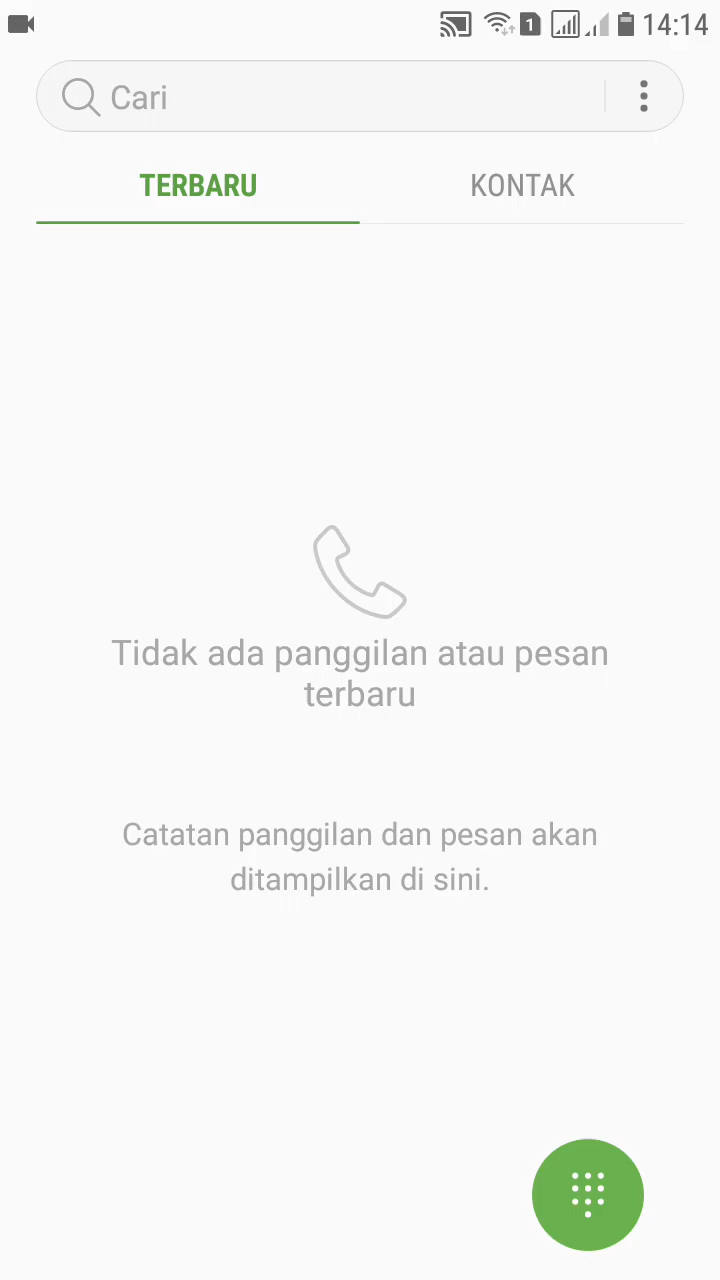 1 14:14
Cari
TERBARU KONTAK
Tidak ada panggilan atau pesan
terbaru
Catatan panggilan dan pesan akan
ditampilkan di sini.